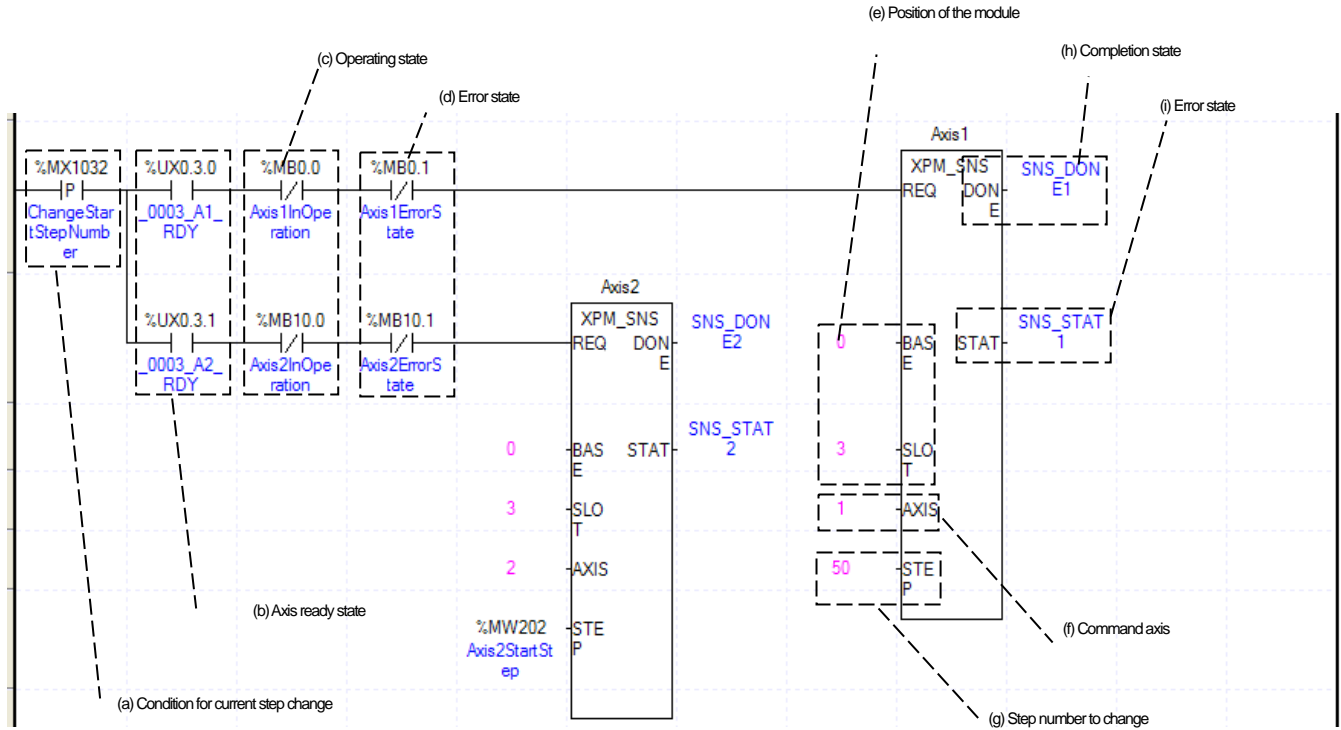 (e) Position of the module
(c) Operating state
(h) Completion state
(d) Error state
(i) Error state
Axis1
%MX1032
%UX0.3.0
%MB0.0
%MB0.1
XPM_SNS
SNS_DON
E1
P
REQ
DON
E
ChangeStar
tStepNumb
er
_0003_A1_
RDY
Axis1InOpe
ration
Axis1ErrorS
tate
Axis2
%UX0.3.1
%MB10.0
%MB10.1
XPM_SNS
SNS_DON
E2
SNS_STAT
1
REQ
DON
E
0
BAS
E
STAT
_0003_A2_
RDY
Axis2InOpe
ration
Axis2ErrorS
tate
SNS_STAT
2
0
BAS
E
STAT
3
SLO
T
3
SLO
T
1
AXIS
2
AXIS
50
STE
P
(b) Axis ready state
%MW202
STE
P
Axis2StartSt
ep
(f) Command axis
(a) Condition for current step change
(g) Step number to change